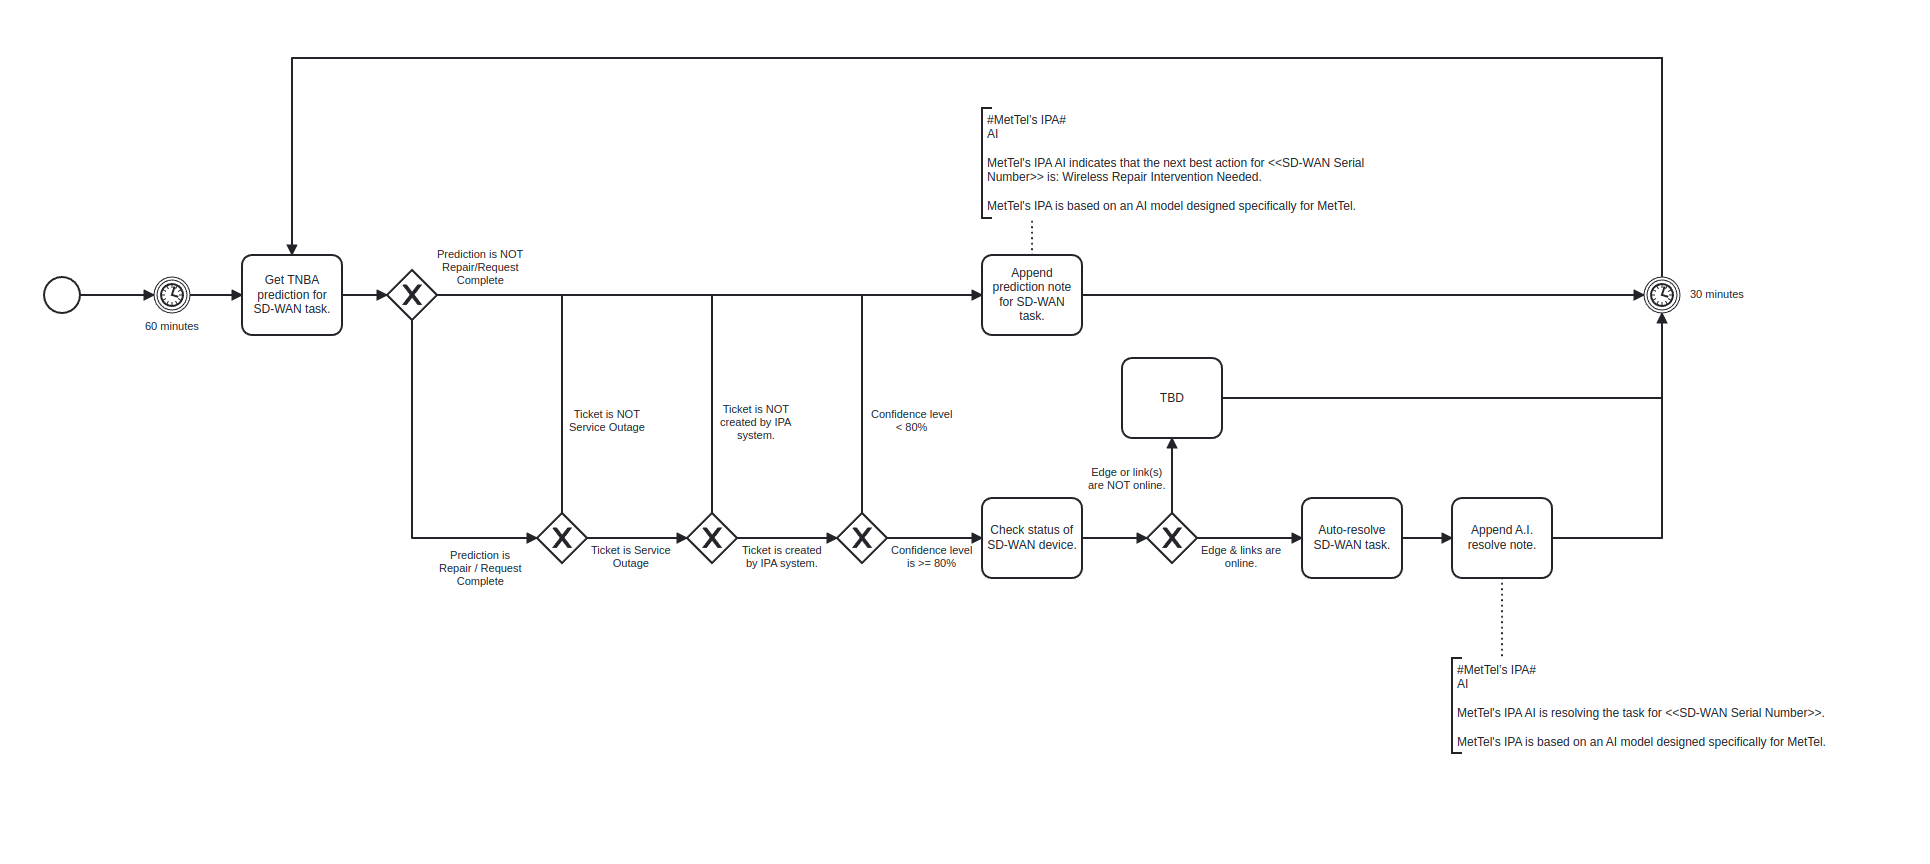 #MetTel's IPA#
AI
MetTel's IPA AI indicates that the next best action for <<SD-WAN Serial
Number>> is: Wireless Repair Intervention Needed.
MetTel's IPA is based on an AI model designed specifically for MetTel.
60 minutes
Get TNBA
prediction for
SD-WAN task.
Prediction is NOT
Repair/Request
Complete
Append
prediction note
for SD-WAN
task.
30 minutes
Ticket is NOT
Service Outage
Ticket is NOT
created by IPA
system.
Confidence level
< 80%
TBD
Edge or link(s)
are NOT online.
Prediction is
Repair / Request
Complete
Ticket is Service
Outage
Ticket is created
by IPA system.
Confidence level
is >= 80%
Check status of
SD-WAN device.
Edge & links are
online.
Auto-resolve
SD-WAN task.
Append A.I.
resolve note.
#MetTel's IPA#
AI
MetTel's IPA AI is resolving the task for <<SD-WAN Serial Number>>.
MetTel's IPA is based on an AI model designed specifically for MetTel.